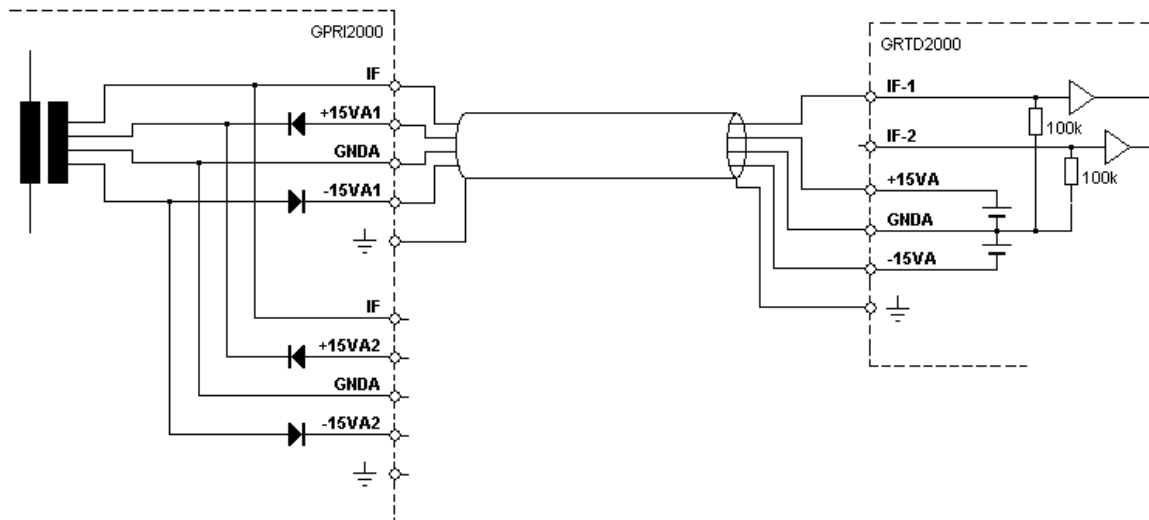 GPRI2000
IF
+15VA1
GNDA
-15VA1
IF
+15VA2
GNDA
-15VA2
GRTD2000
IF-1
100k
IF-2
100k
+15VA
GNDA
-15VA